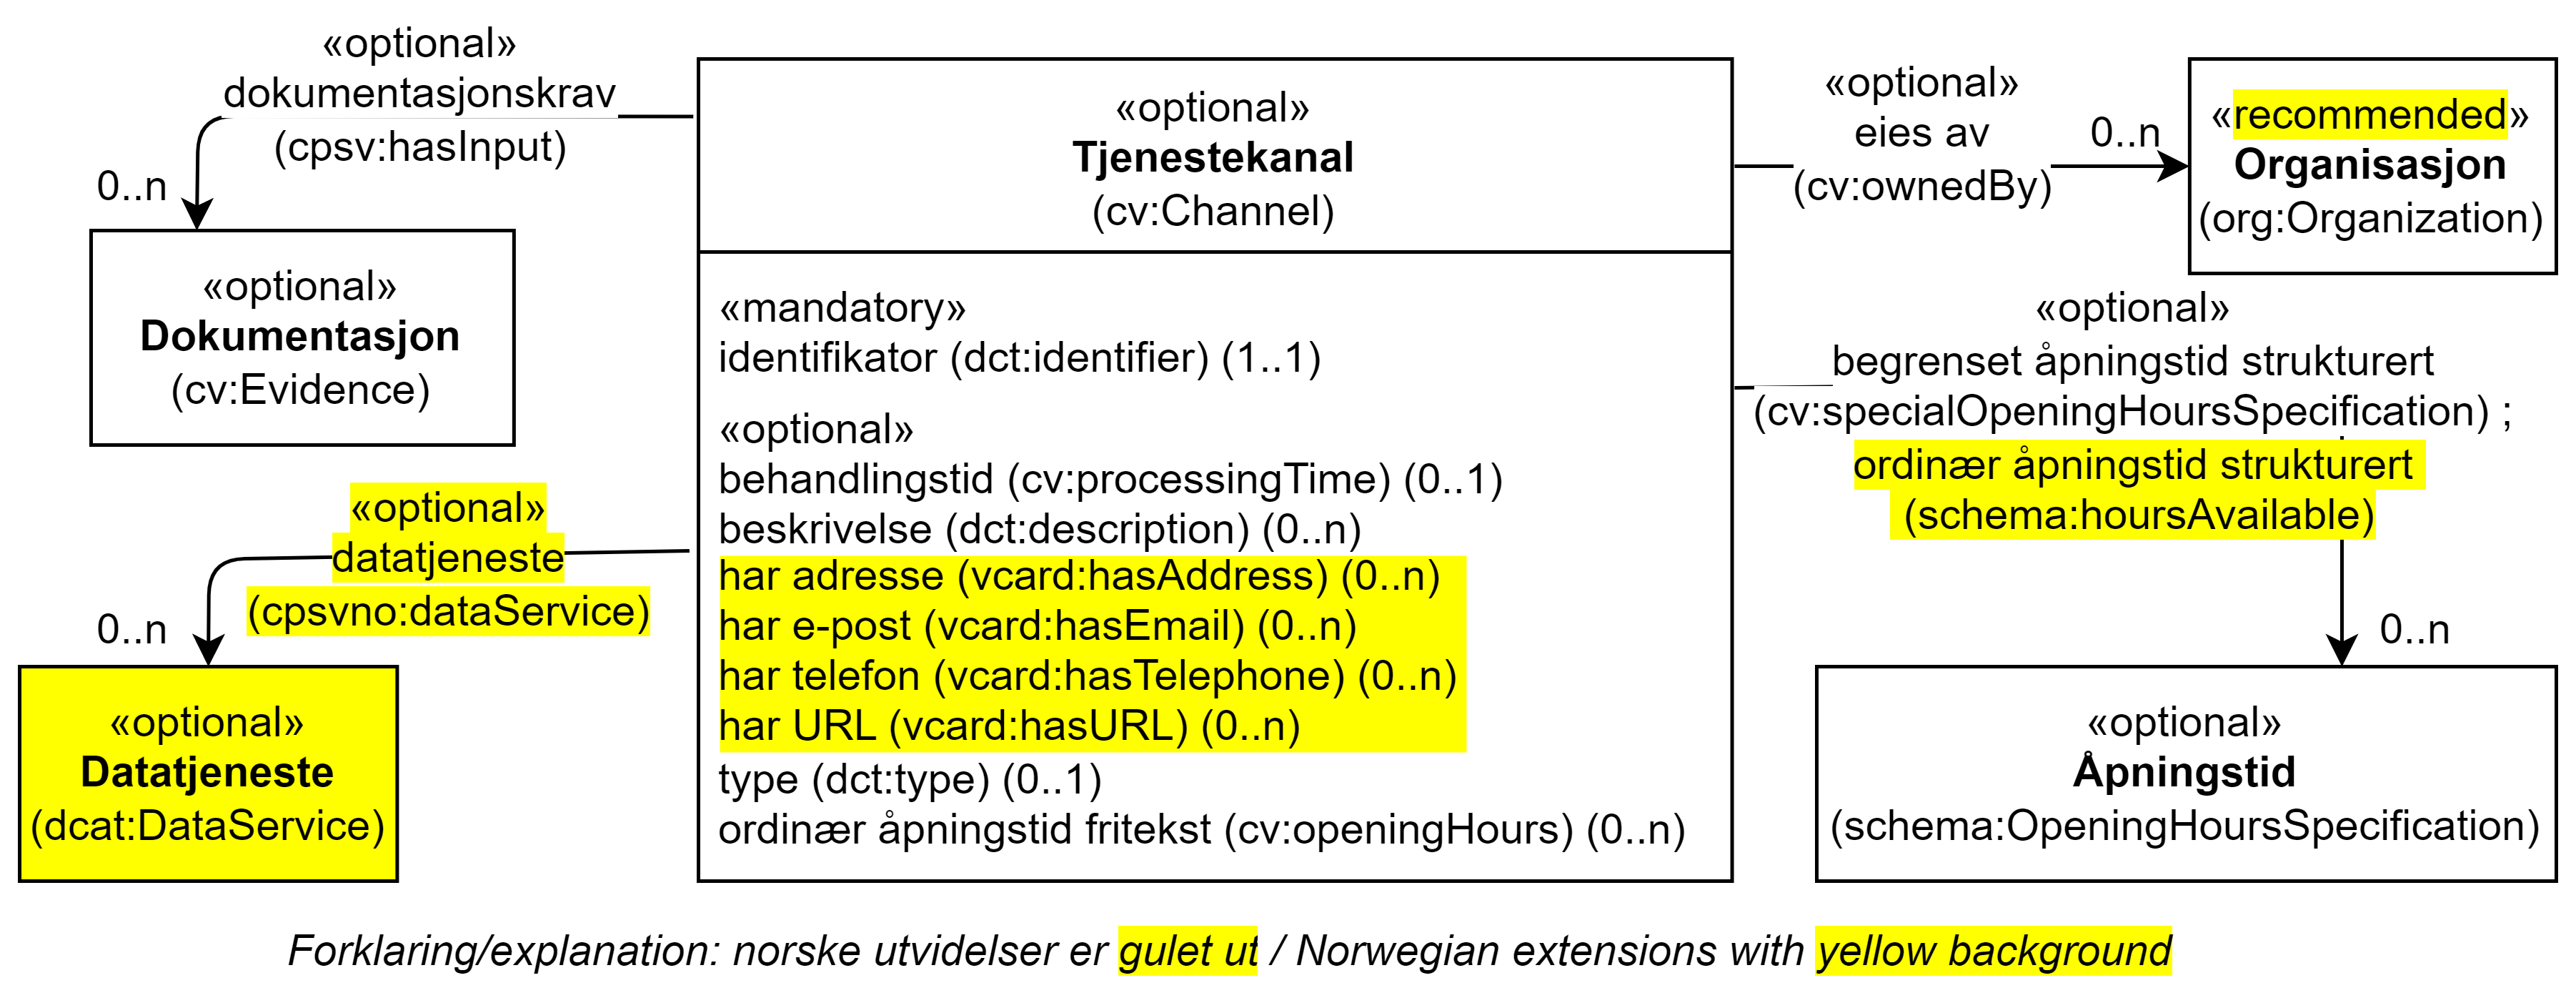 «optional»
dokumentasjonskrav
(cpsv:hasInput)
0..n
«optional»
Dokumentasjon
(cv:Evidence)
«optional»
datatjeneste
(cpsvno:dataService)
0..n
«optional»
Datatjeneste
(dcat:DataService)
«optional»
Tjenestekanal
(cv:Channel)
«mandatory»
identifikator (dct:identifier) (1..1)
«optional»
behandlingstid (cv:processingTime) (0..1)
beskrivelse (dct:description) (0..n)
har adresse (vcard:hasAddress) (0..n)
har e-post (vcard:hasEmail) (0..n)
har telefon (vcard:hasTelephone) (0..n)
har URL (vcard:hasURL) (0..n)
type (dct:type) (0..1)
ordinær åpningstid fritekst (cv:openingHours) (0..n)
«optional»
eies av
(cv:ownedBy)
0..n
«recommended»
Organisasjon
(org:Organization)
«optional»
begrenset åpningstid strukturert
(cv:specialOpeningHoursSpecification) ;
ordinær åpningstid strukturert
(schema:hoursAvailable)
0..n
«optional»
Åpningstid
(schema:OpeningHoursSpecification)
Forklaring/explanation: norske utvidelser er gulet ut / Norwegian extensions with yellow background